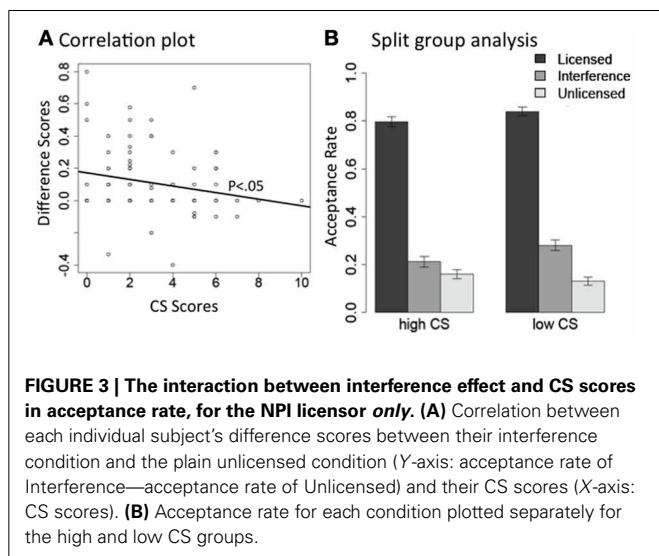 A Correlation plot
Difference Scores
0.8
0.6
0.4
0.2
0.0
-0.4
P<.05
0 2 4 6 8 10
CS Scores
B Split group analysis
Licensed
Interference
Unlicensed
Acceptance Rate
1.0
0.8
0.6
0.4
0.2
0.0
high CS low CS
FIGURE 3 | The interaction between interference effect and CS scores
in acceptance rate, for the NPI licensor only. (A) Correlation between
each individual subject's difference scores between their interference
condition and the plain unlicensed condition (Y-axis: acceptance rate of
Interference—acceptance rate of Unlicensed) and their CS scores (X-axis:
CS scores). (B) Acceptance rate for each condition plotted separately for
the high and low CS groups.